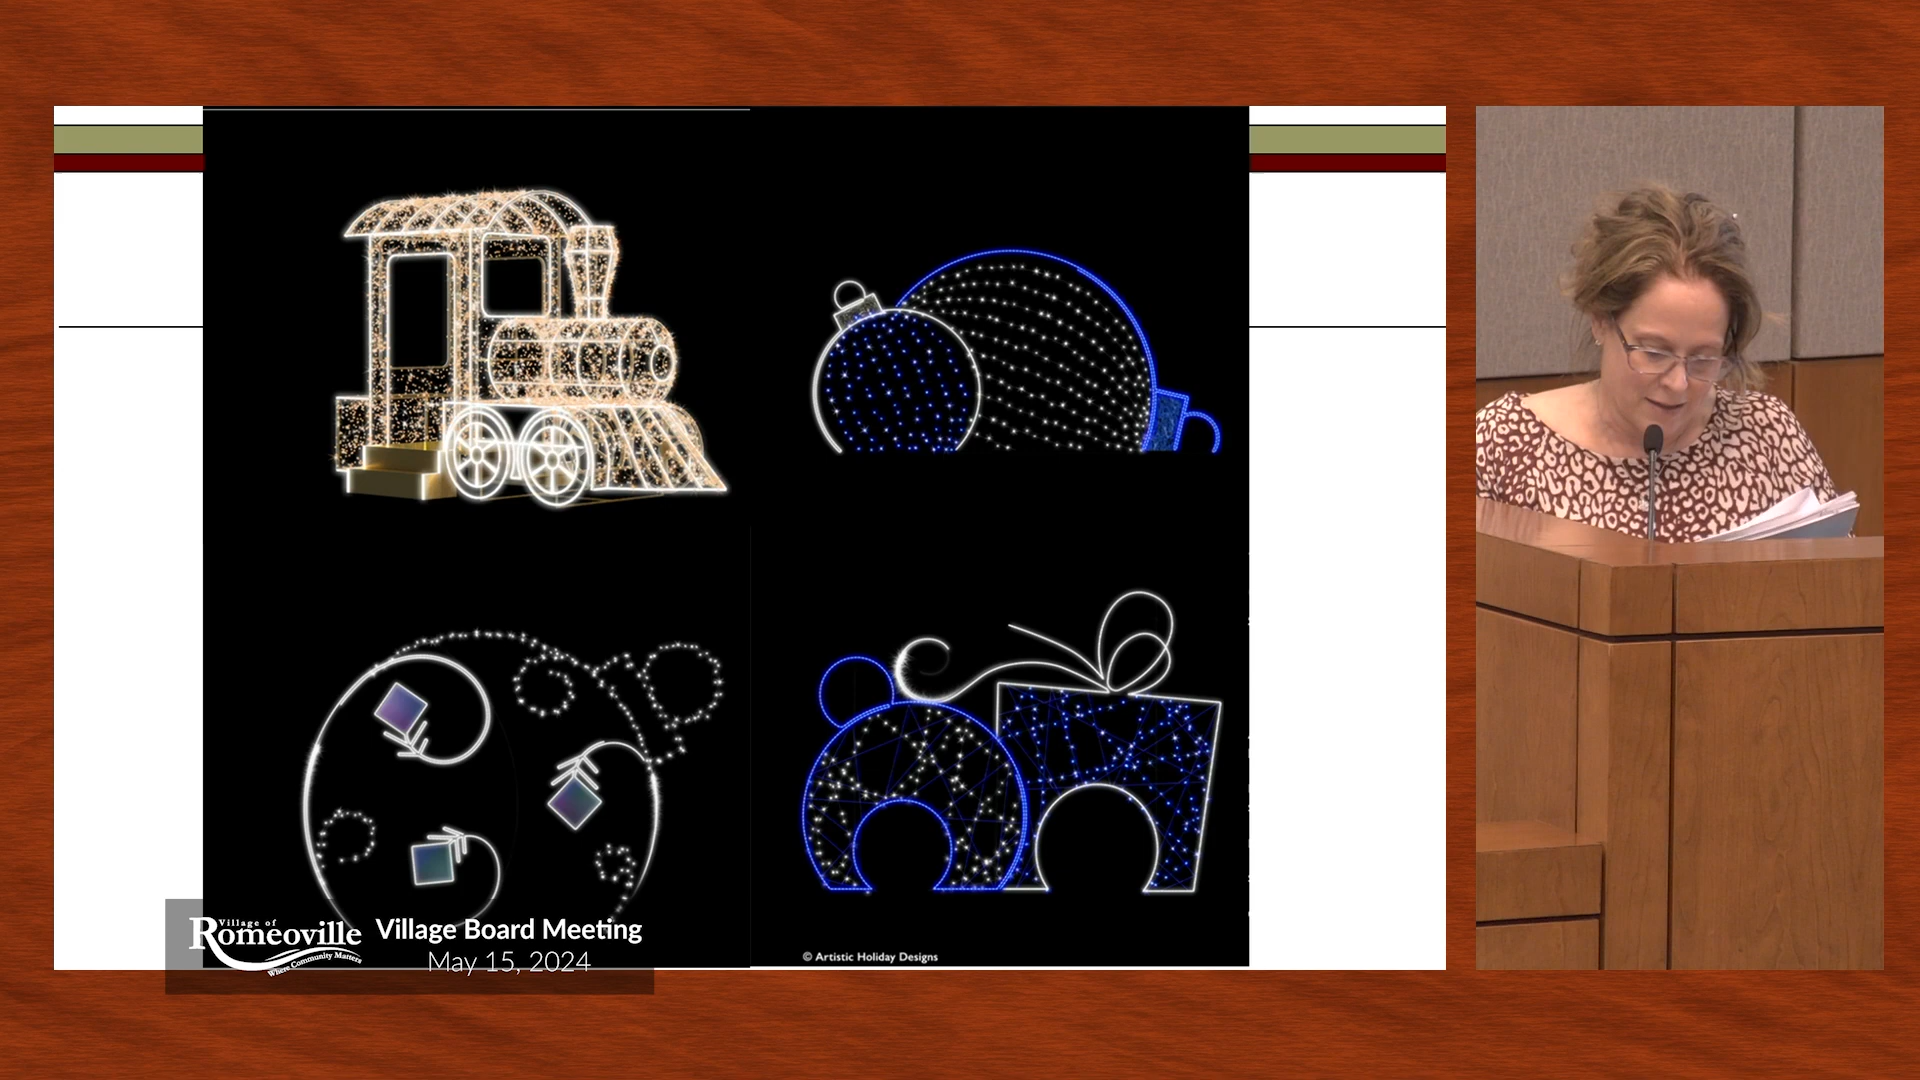 © Artistic Holiday Designs
Village of
Romeoville
Where Community Matters
Village Board Meeting
May 15, 2024